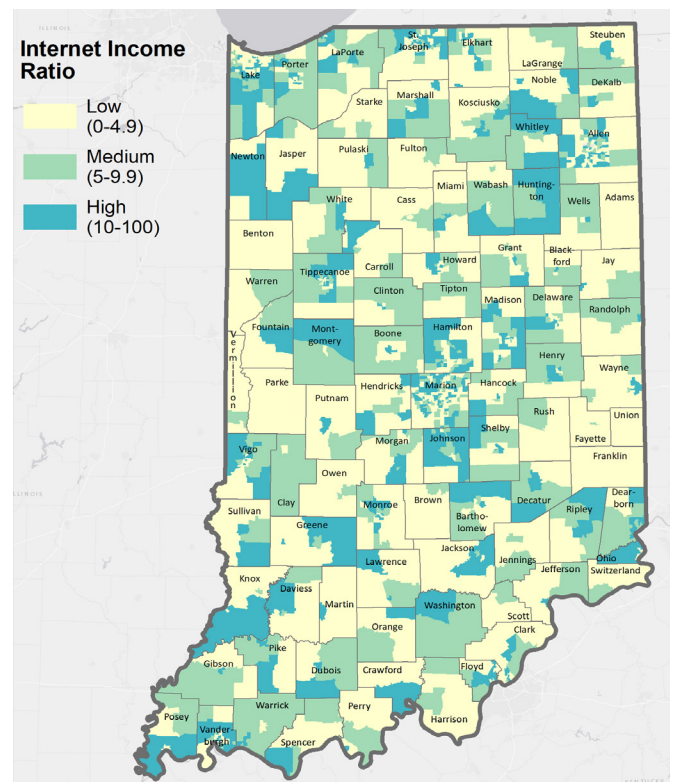 Internet Income
Ratio
Low
(0-4.9)
Medium
(5-9.9)
High
(10-100)
ILLINOIS
Lake
Porter
LaPorte
St.
Joseph
Elkhart
LaGrange
Steuben
Noble
DeKalb
Starke
Marshall
Kosciusko
Whitley
Allen
Newton
Jasper
Pulaski
Fulton
Miami
Wabash
Hunting-
ton
Wells
Adams
White
Cass
Benton
Carroll
Howard
Grant
Black
ford
Jay
Tippecanoe
Warren
Clinton
Tipton
Madison
Delaware
Randolph
Fountain
Mont-
gomery
Boone
Hamilton
Henry
Wayne
Vermillion
Parke
Putnam
Hendricks
Marion
Hancock
Rush
Union
Fayette
Vigo
Morgan
Johnson
Shelby
Franklin
ILLINOIS
Clay
Owen
Monroe
Brown
Bartho-
lomew
Decatur
Ripley
Dear-
born
Sullivan
Greene
Jackson
Jennings
Ohio
Switzerland
Jefferson
Lawrence
Knox
Daviess
Martin
Orange
Washington
Scott
Clark
Gibson
Pike
Dubois
Crawford
Floyd
Harrison
Posey
Vander-
burgh
Warrick
Spencer
Perry